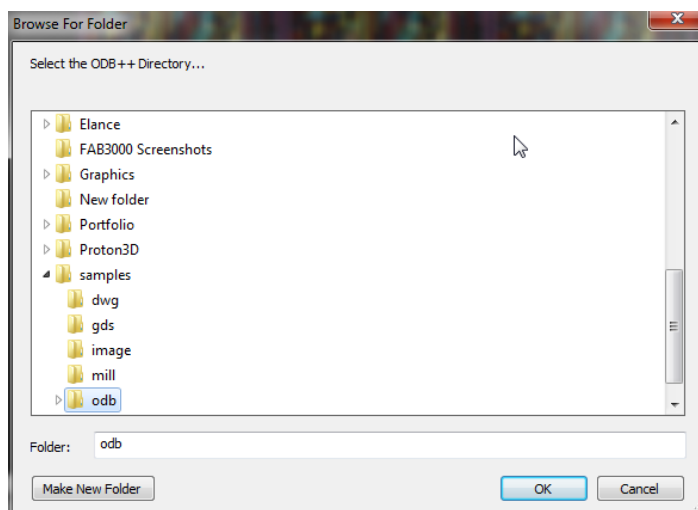 Browse For Folder
Select the ODB++ Directory...
Elance
FAB3000 Screenshots
Graphics
New folder
Portfolio
Proton3D
samples
dwg
gds
image
mill
odb
Folder: odb
Make New Folder OK Cancel